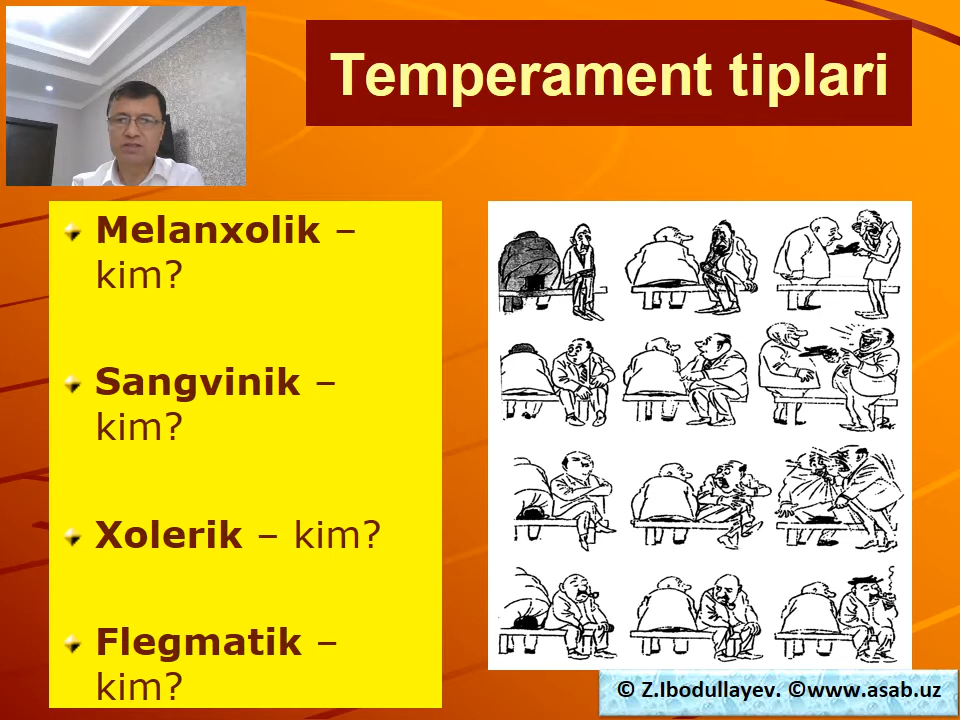 Temperament tiplari
Melanxolik –
kim?
Sangvinik –
kim?
Xolerik – kim?
Flegmatik –
kim?
© Z.Ibodullayev. ©www.asab.uz